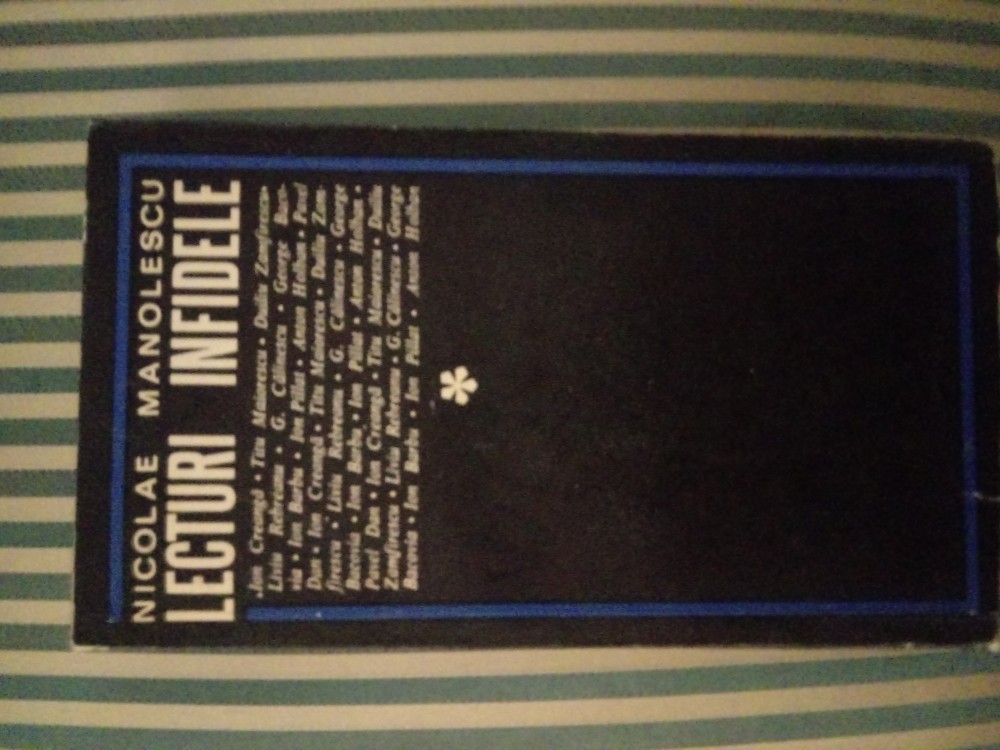 NICOLAE MANOLESCU
LECTURI INFIDELE
Ion Creangă • Titu Maiorescu • Duiliu Zamfirescu •
Liviu Rebreanu • G. Călinescu • George Baco-
via • Ion Barbu • Ion Pillat • Anton Holban • Pavel
Dan • Ion Creangă • Titu Maiorescu • Duiliu Zam-
firescu • Liviu Rebreanu • G. Călinescu • George
Bacovia • Ion Barbu • Ion Pillat • Anton Holban •
Pavel Dan • Ion Creangă • Titu Maiorescu • Duiliu
Zamfirescu • Liviu Rebreanu • G. Călinescu • George
Bacovia • Ion Barbu • Ion Pillat • Anton Holban
*